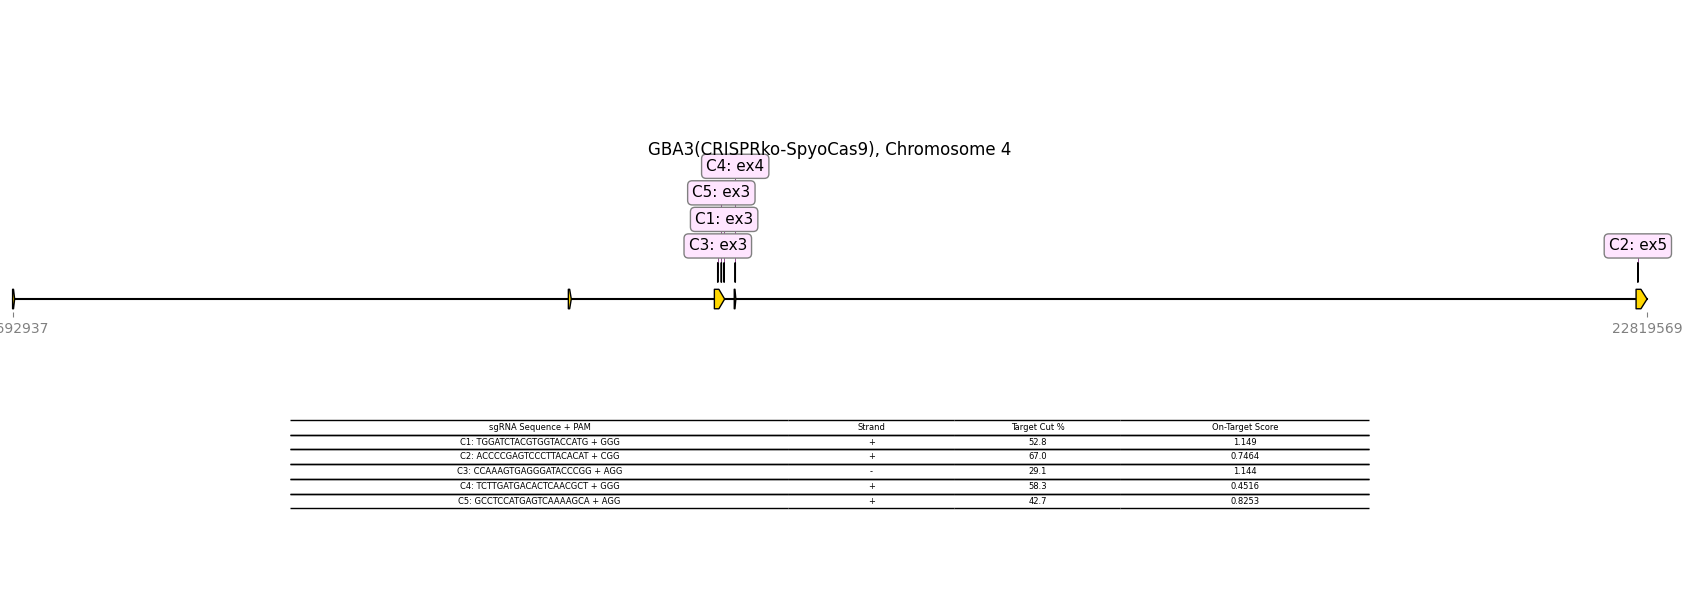 GBA3(CRISPRko-SpyoCas9), Chromosome 4
C4: ex4
C5: ex3
C1: ex3
C3: ex3
C2: ex5
692937
22819569
sgRNA Sequence + PAM Strand Target Cut % On-Target Score
C1: TGGATCTACGTGGTACCATG + GGG + 52.8 1.149
C2: ACCCCGAGTCCCTTACACAT + CGG + 67.0 0.7464
C3: CCAAAGTGAGGGATACCCGG + AGG - 29.1 1.144
C4: TCTTGATGACACTCAACGCT + GGG + 58.3 0.4516
C5: GCCTCCATGAGTCAAAAGCA + AGG + 42.7 0.8253